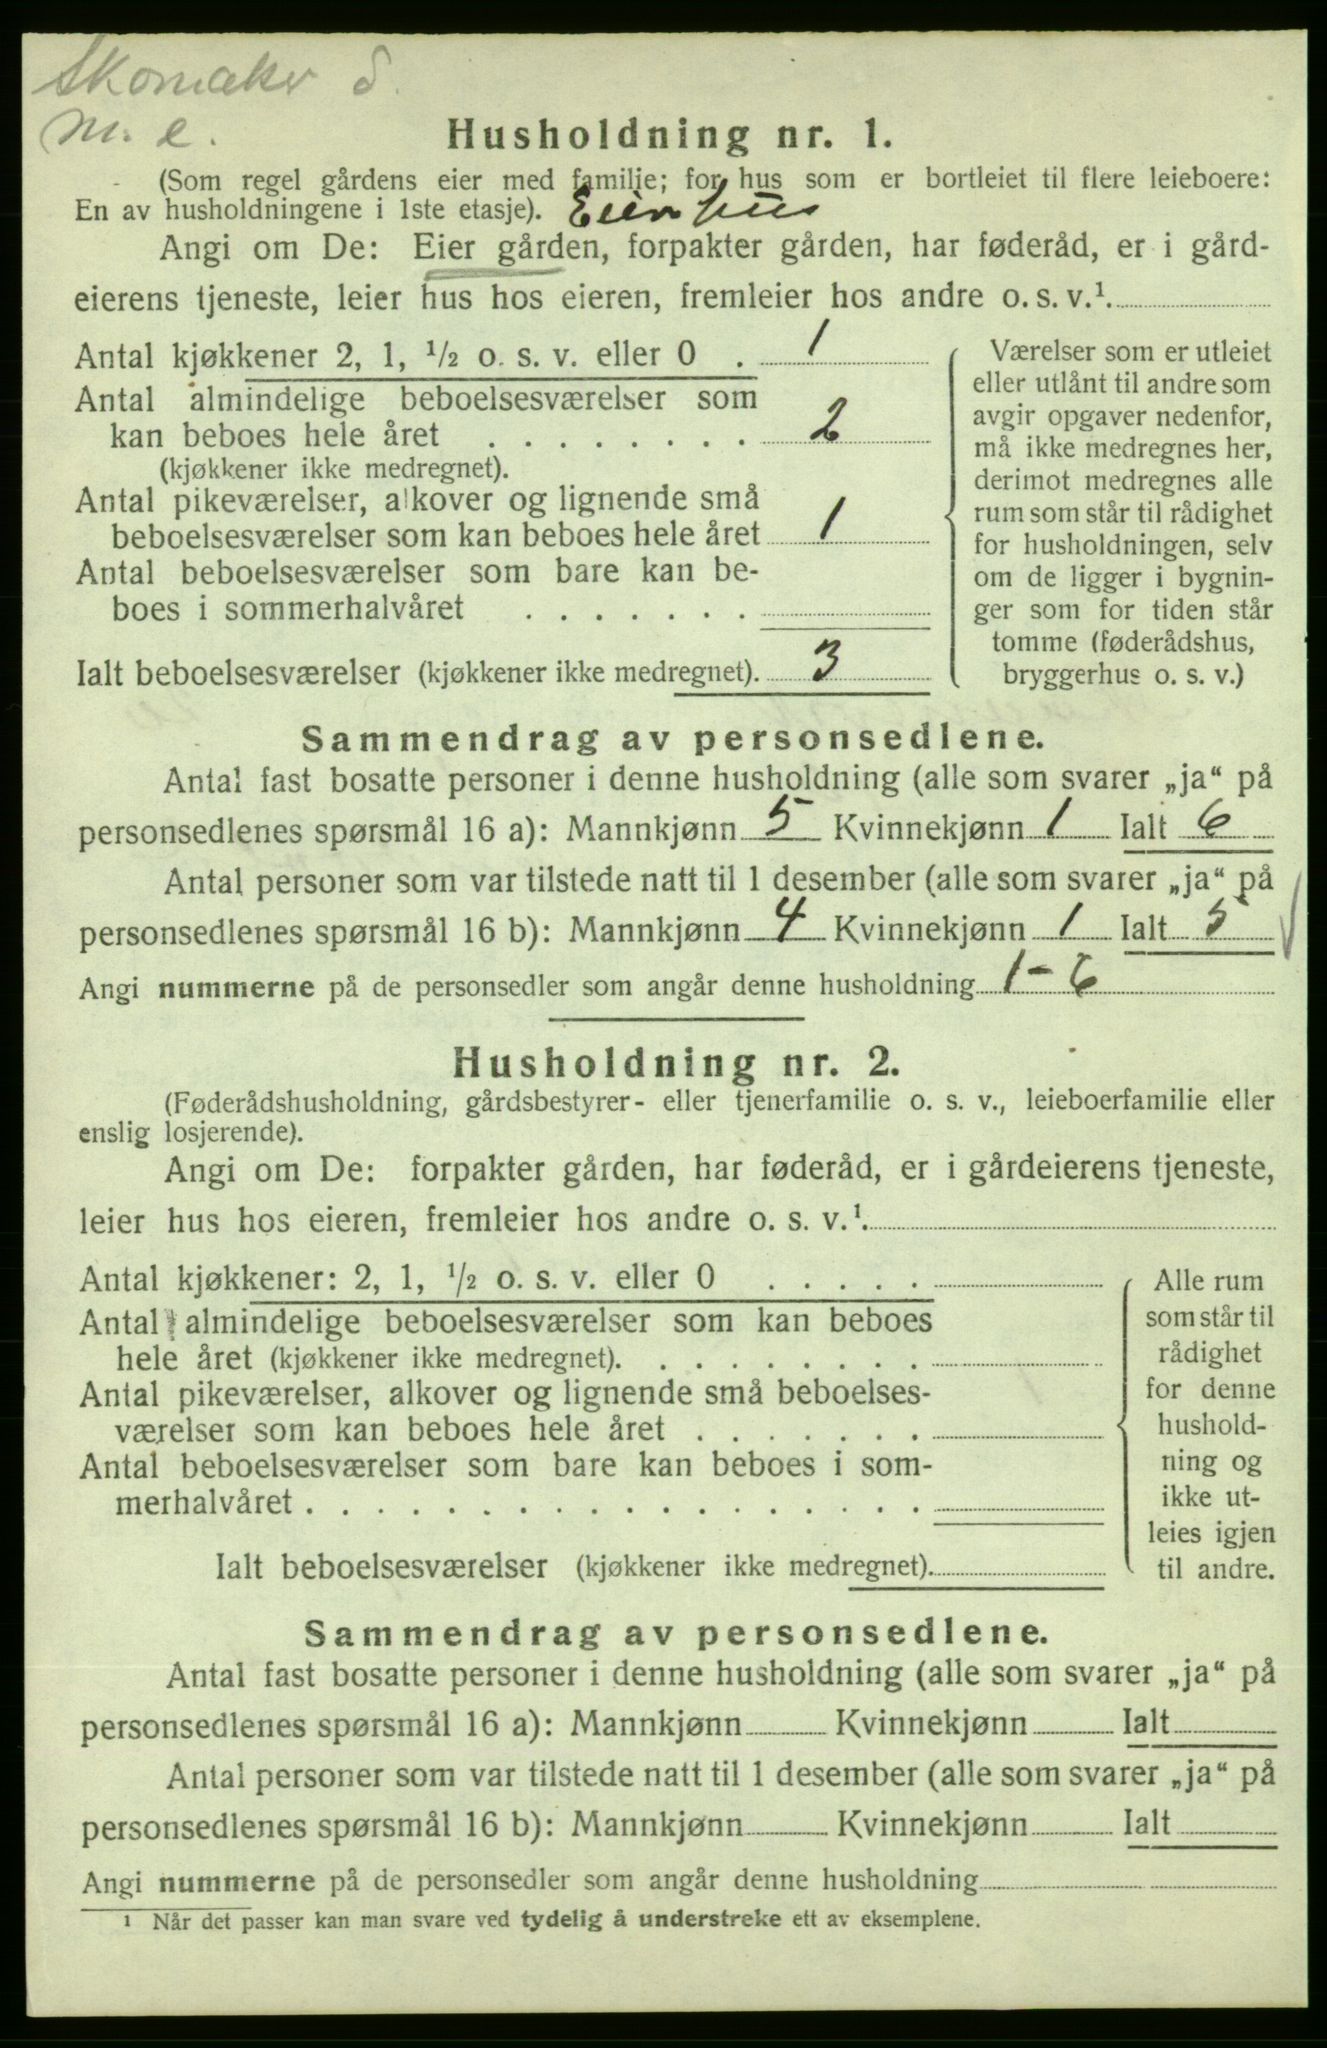 Skomaker S.
m. e.
Husholdning nr. 1.
(Som regel gårdens eier med familie; for hus som er bortleiet til flere leieboere:
En av husholdningene i 1ste etasje). Eier hus
Angi om De: Eier gården, forpakter gården, har føderåd, er i gård-
eierens tjeneste, leier hus hos eieren, fremleier hos andre o. s. v.¹
Antal kjøkkener 2, 1, ½ o. s. v. eller 0 . 1
Antal almindelige beboelsesværelser som
kan beboes hele året . . . . . . . . 2
(kjøkkener ikke medregnet).
Antal pikeværelser, alkover og lignende små
beboelsesværelser som kan beboes hele året 1
Antal beboelsesværelser som bare kan be-
boes i sommerhalvåret . . . . . . .
Ialt beboelsesværelser (kjøkkener ikke medregnet). 3
Værelser som er utleiet
eller utlånt til andre som
avgir opgaver nedenfor,
må ikke medregnes her,
derimot medregnes alle
rum som står til rådighet
for husholdningen, selv
om de ligger i bygnin-
ger som for tiden står
tomme (føderådshus,
bryggerhus o. s. v.)
Sammendrag av personsedlene.
Antal fast bosatte personer i denne husholdning (alle som svarer „ja“ på
personsedlenes spørsmål 16 a): Mannkjønn 5 Kvinnekjønn 1 Ialt 6
Antal personer som var tilstede natt til 1 desember (alle som svarer „ja“ på
personsedlenes spørsmål 16 b): Mannkjønn 4 Kvinnekjønn 1 Ialt 5
Angi nummerne på de personsedler som angår denne husholdning 1-6
Husholdning nr. 2.
(Føderådshusholdning, gårdsbestyrer- eller tjenerfamilie o. s. v., leieboerfamilie eller
enslig losjerende).
Angi om De: forpakter gården, har føderåd, er i gårdeierens tjeneste,
leier hus hos eieren, fremleier hos andre o. s. v.¹
Antal kjøkkener: 2, 1, ½ o. s. v. eller 0 . . . . .
Antal almindelige beboelsesværelser som kan beboes
hele året (kjøkkener ikke medregnet). . . . . . . . .
Antal pikeværelser, alkover og lignende små beboelses-
værelser som kan beboes hele året . . . . . . .
Antal beboelsesværelser som bare kan beboes i som-
merhalvåret . . . . . . . . . . . . . . . . . .
Ialt beboelsesværelser (kjøkkener ikke medregnet).
Alle rum
som står til
rådighet
for denne
hushold-
ning og
ikke ut-
leies igjen
til andre.
Sammendrag av personsedlene.
Antal fast bosatte personer i denne husholdning (alle som svarer „ja“ på
personsedlenes spørsmål 16 a): Mannkjønn Kvinnekjønn Ialt
Antal personer som var tilstede natt til 1 desember (alle som svarer „ja“ på
personsedlenes spørsmål 16 b): Mannkjønn Kvinnekjønn Ialt
Angi nummerne på de personsedler som angår denne husholdning
¹ Når det passer kan man svare ved tydelig å understreke ett av eksemplene.